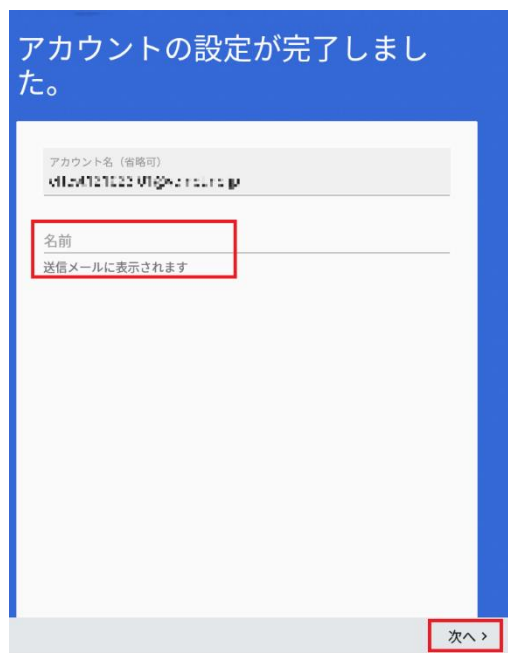 アカウントの設定が完了しまし
た。
アカウント名（省略可）
名前
送信メールに表示されます
次へ ›